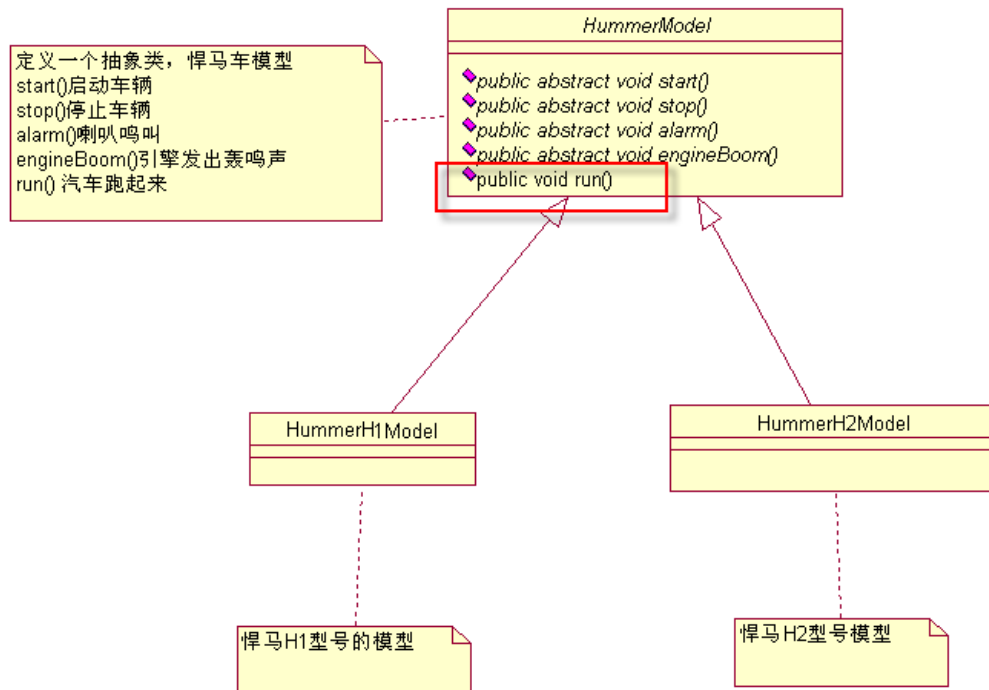 HummerModel
定义一个抽象类，悍马车模型
start()启动车辆
stop()停止车辆
alarm()喇叭鸣叫
engineBoom()引擎发出轰鸣声
run() 汽车跑起来
public abstract void start()
public abstract void stop()
public abstract void alarm()
public abstract void engineBoom()
public void run()
HummerH1Model
HummerH2Model
悍马H1型号的模型
悍马H2型号模型